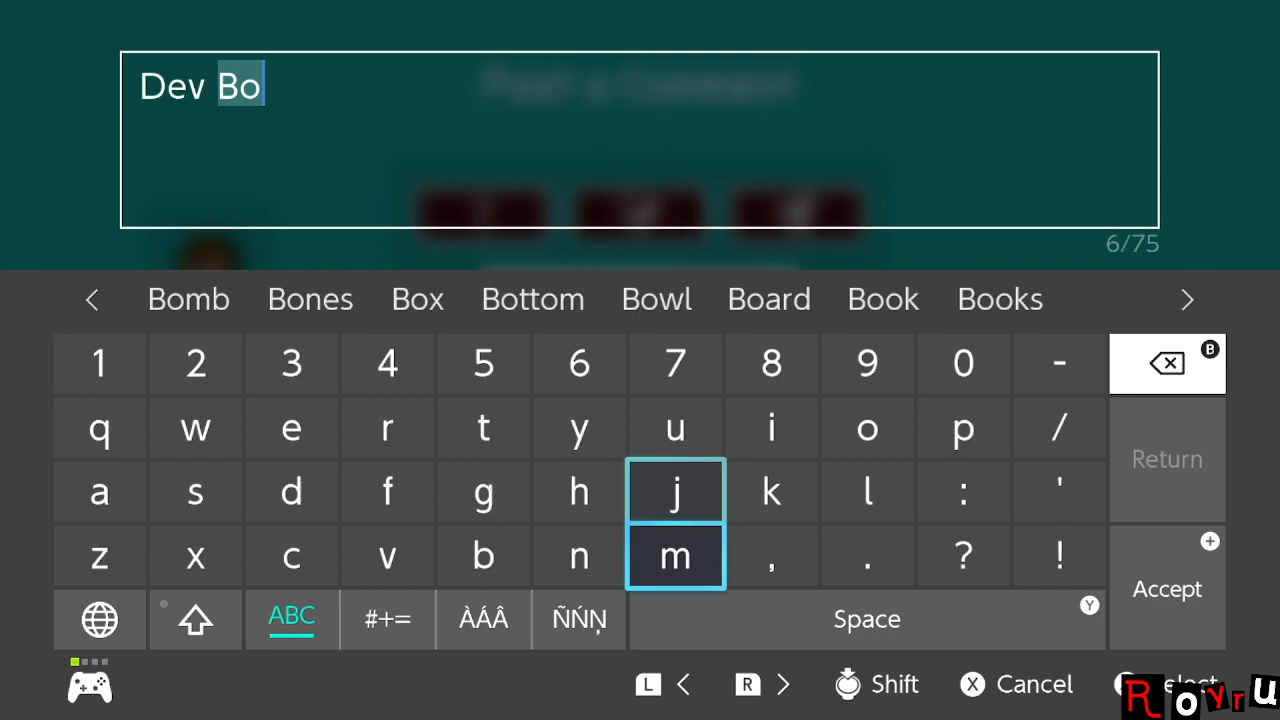 Dev Bo
6/75
Bomb Bones Box Bottom Bowl Board Book Books
1 2 3 4 5 6 7 8 9 0 -
B
q w e r t y u i o p /
Return
a s d f g h j k l : '
z x c v b n m , . ? !
+
Accept
ABC #+= ÀÁÂ ÑŃŅ Space Y
L R Shift X Cancel
Royru